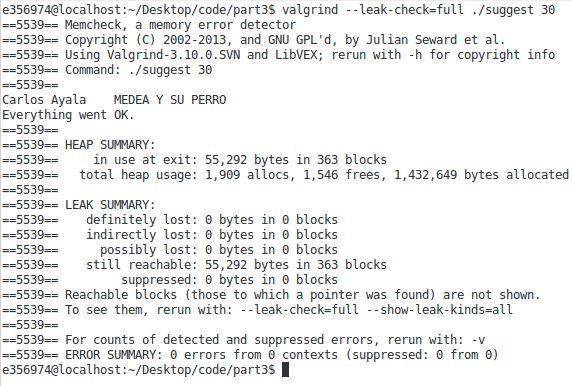 e356974@localhost:~/Desktop/code/part3$ valgrind --leak-check=full ./suggest 30
==5539== Memcheck, a memory error detector
==5539== Copyright (C) 2002-2013, and GNU GPL'd, by Julian Seward et al.
==5539== Using Valgrind-3.10.0.SVN and LibVEX; rerun with -h for copyright info
==5539== Command: ./suggest 30
==5539==
Carlos Ayala    MEDEA Y SU PERRO
Everything went OK.
==5539==
==5539== HEAP SUMMARY:
==5539==     in use at exit: 55,292 bytes in 363 blocks
==5539==   total heap usage: 1,909 allocs, 1,546 frees, 1,432,649 bytes allocated
==5539==
==5539== LEAK SUMMARY:
==5539==    definitely lost: 0 bytes in 0 blocks
==5539==    indirectly lost: 0 bytes in 0 blocks
==5539==      possibly lost: 0 bytes in 0 blocks
==5539==    still reachable: 55,292 bytes in 363 blocks
==5539==         suppressed: 0 bytes in 0 blocks
==5539== Reachable blocks (those to which a pointer was found) are not shown.
==5539== To see them, rerun with: --leak-check=full --show-leak-kinds=all
==5539==
==5539== For counts of detected and suppressed errors, rerun with: -v
==5539== ERROR SUMMARY: 0 errors from 0 contexts (suppressed: 0 from 0)
e356974@localhost:~/Desktop/code/part3$